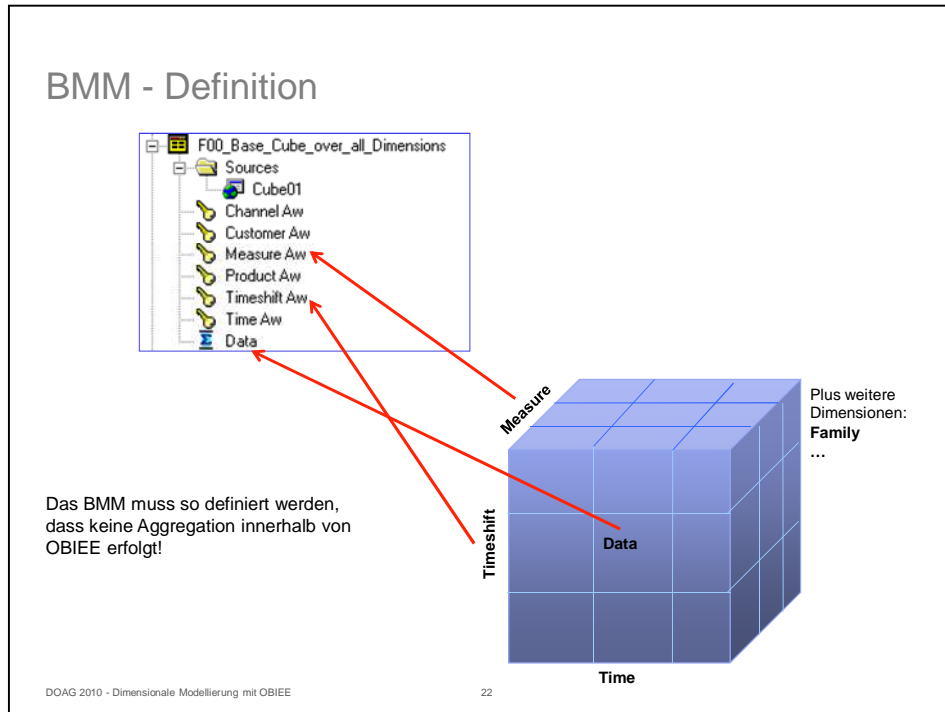 BMM - Definition
F00_Base_Cube_over_all_Dimensions
Sources
Cube01
Channel Aw
Customer Aw
Measure Aw
Product Aw
Timeshift Aw
Time Aw
Data
Measure
Plus weitere
Dimensionen:
Family
...
Das BMM muss so definiert werden,
dass keine Aggregation innerhalb von
OBIEE erfolgt!
Timeshift
Data
Time
DOAG 2010 - Dimensionale Modellierung mit OBIEE
22